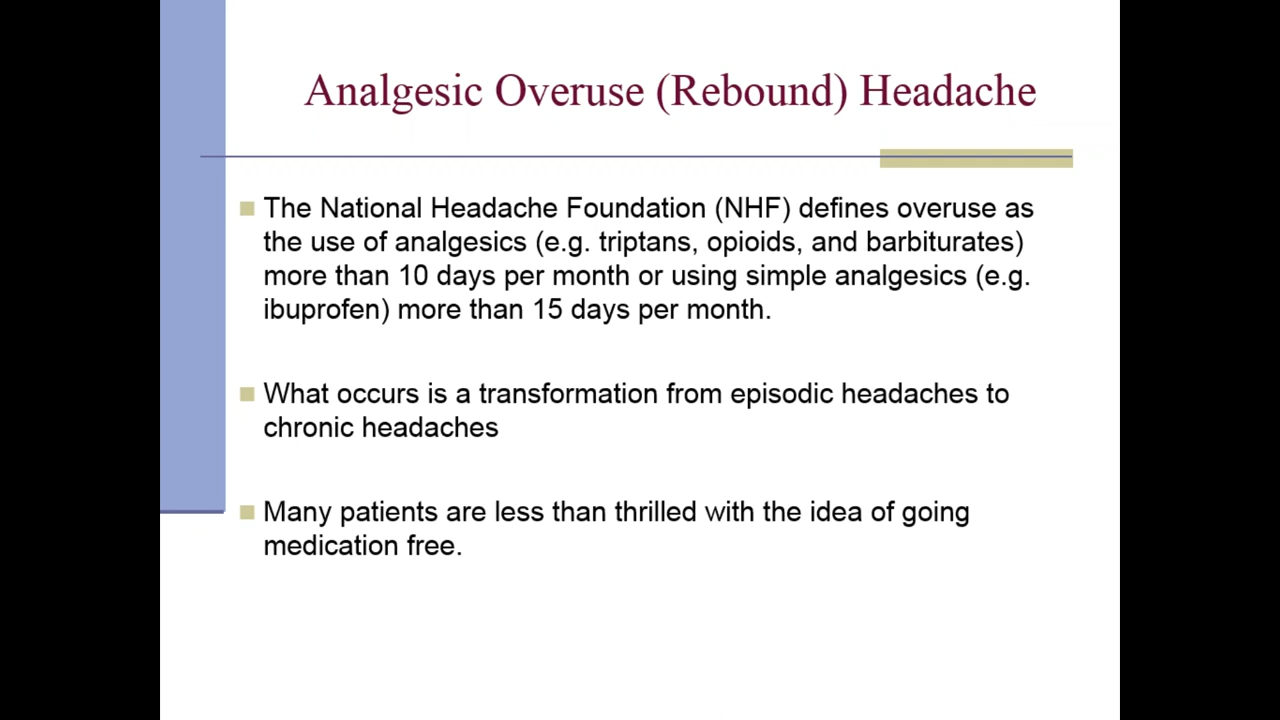 Analgesic Overuse (Rebound) Headache
The National Headache Foundation (NHF) defines overuse as
the use of analgesics (e.g. triptans, opioids, and barbiturates)
more than 10 days per month or using simple analgesics (e.g.
ibuprofen) more than 15 days per month.
What occurs is a transformation from episodic headaches to
chronic headaches
Many patients are less than thrilled with the idea of going
medication free.